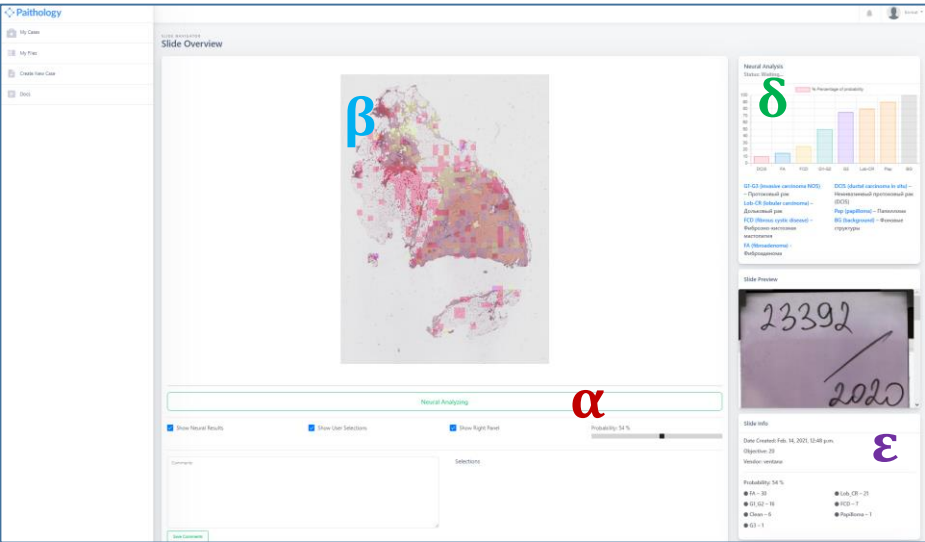 Paithology
My Cases
My Files
Create New Case
Docs
SLIDE NAVIGATED
Slide Overview
β
Neural Analyzing
α
Show Neural Results
Show User Selections
Show Right Panel
Probability: 54 %
Comments
Selections
Save Comments
Neural Analysis
Status: Waiting...
δ
% Percentage of probability
100
90
80
70
60
50
40
30
20
10
0
DCIS FA FCD G1-G2 G3 Lob-CR Pap BG
G1-G3 (invasive carcinoma NOS) – Протоковый рак
Lob-CR (lobular carcinoma) – Дольковый рак
FCD (fibrous cystic disease) – Фиброзно-кистозная мастопатия
FA (fibroadenoma) – Фиброаденома
DCIS (ductal carcinoma in situ) – Неинвазивный протоковый рак (DCIS)
Pap (papilloma) – Папиллома
BG (background) – Фоновые структуры
Slide Preview
23392
/
2020
Slide Info
ε
Date Created: Feb. 14, 2021, 12:48 p.m.
Objective: 20
Vendor: ventana
Probability: 54 %
FA – 30
G1_G2 – 16
Clean – 6
G3 – 1
Lob_CR – 21
FCD – 7
Papilloma – 1